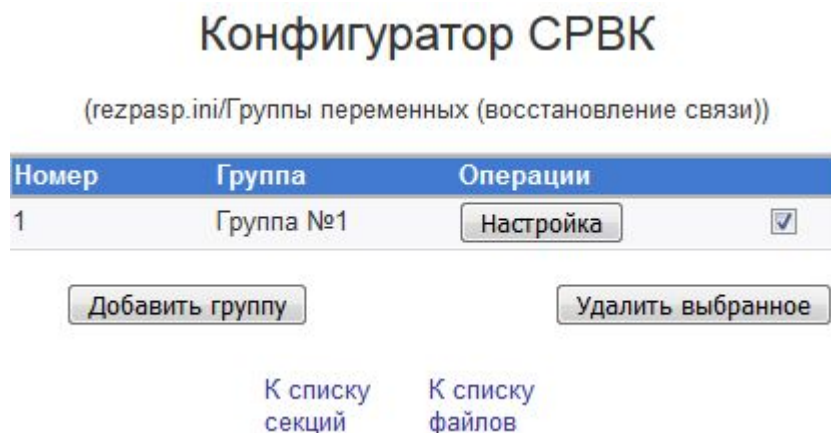 Конфигуратор СРВК
(rezpasp.ini/Группы переменных (восстановление связи))
Номер Группа Операции
1 Группа №1 Настройка
Добавить группу Удалить выбранное
К списку секций К списку файлов